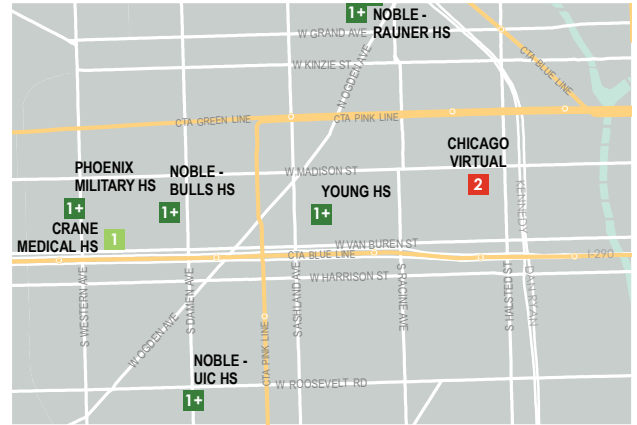 1+
NOBLE -
RAUNER HS
W GRAND AVE
W KINZIE ST
N OGDEN AVE
CTA BLUE LINE
CTA GREEN LINE
CTA PINK LINE
CHICAGO
VIRTUAL
2
PHOENIX
MILITARY HS
1+
NOBLE -
BULLS HS
1+
W MADISON ST
YOUNG HS
1+
KENNEDY
CRANE
MEDICAL HS
1
W VAN BUREN ST
CTA BLUE LINE
I-290
W HARRISON ST
S WESTERN AVE
S DAMEN AVE
W OGDEN AVE
CTA PINK LINE
S ASHLAND AVE
S RACINE AVE
S HALSTED ST
DAN RYAN
NOBLE -
UIC HS
1+
W ROOSEVELT RD